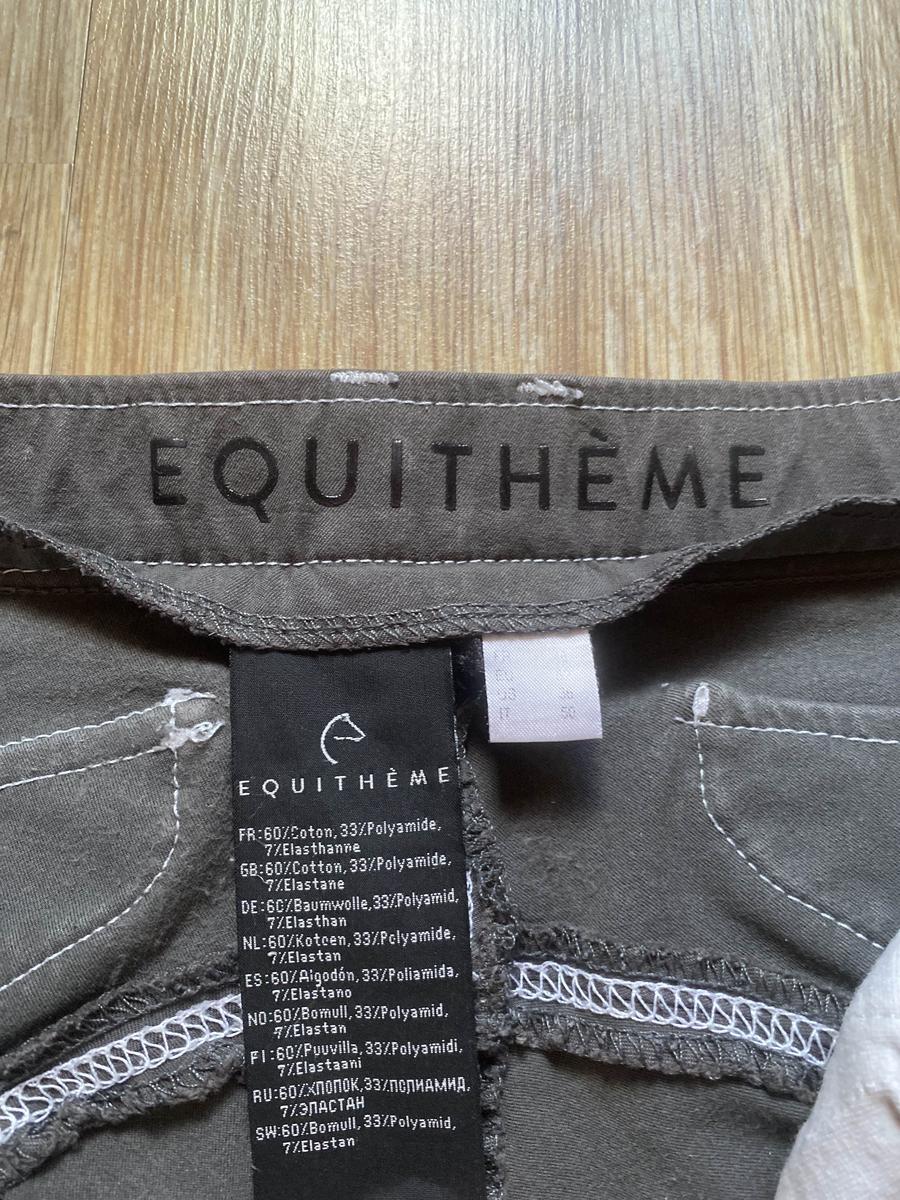 EQUITHÈME
EU
US 36
IT 50
EQUITHÈME
FR:60%Coton, 33%Polyamide,
7%Elasthanne
GB:60%Cotton, 33%Polyamide,
7%Elastane
DE:60%Baumwolle,33%Polyamid,
7%Elasthan
NL:60%Kotoen, 33%Polyamide,
7%Elastan
ES:60%Algodón, 33%Poliamida,
7%Elastano
NO:60%Bomull, 33%Polyamid,
7%Elastan
FI:60%Puuvilla, 33%Polyamidi,
7%Elastaani
RU:60%ХЛОПОК,33%ПОЛИАМИД,
7%ЭЛАСТАН
SW:60%Bomull, 33%Polyamid,
7%Elastan